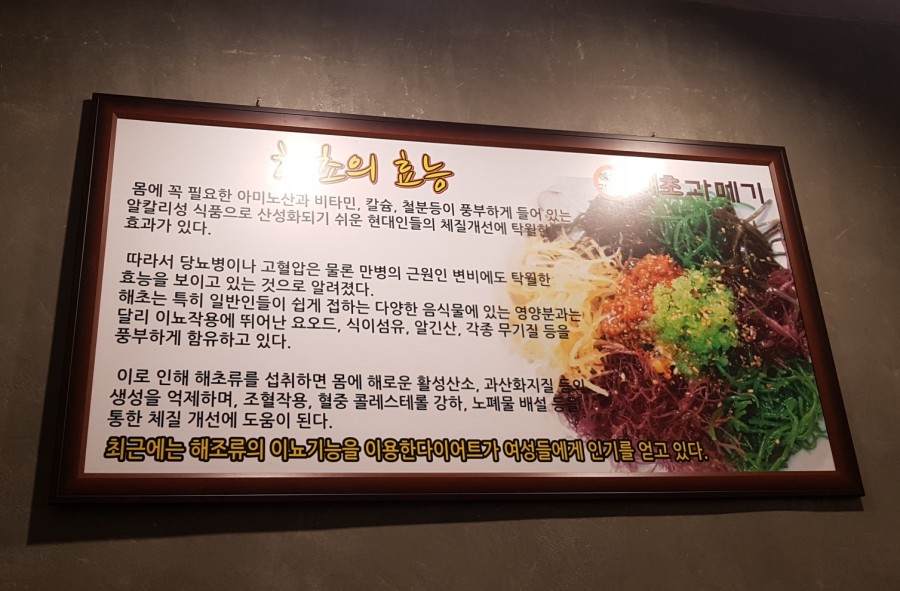 해초의 효능
해초과메기
몸에 꼭 필요한 아미노산과 비타민, 칼슘, 철분등이 풍부하게 들어 있는
알칼리성 식품으로 산성화되기 쉬운 현대인들의 체질개선에 탁월한
효과가 있다.
따라서 당뇨병이나 고혈압은 물론 만병의 근원인 변비에도 탁월한
효능을 보이고 있는 것으로 알려졌다.
해초는 특히 일반인들이 쉽게 접하는 다양한 음식물에 있는 영양분과는
달리 이뇨작용에 뛰어난 요오드, 식이섬유, 알긴산, 각종 무기질 등을
풍부하게 함유하고 있다.
이로 인해 해초류를 섭취하면 몸에 해로운 활성산소, 과산화지질 등의
생성을 억제하며, 조혈작용, 혈중 콜레스테롤 강하, 노폐물 배설 등을
통한 체질 개선에 도움이 된다.
최근에는 해조류의 이뇨기능을 이용한다이어트가 여성들에게 인기를 얻고 있다.